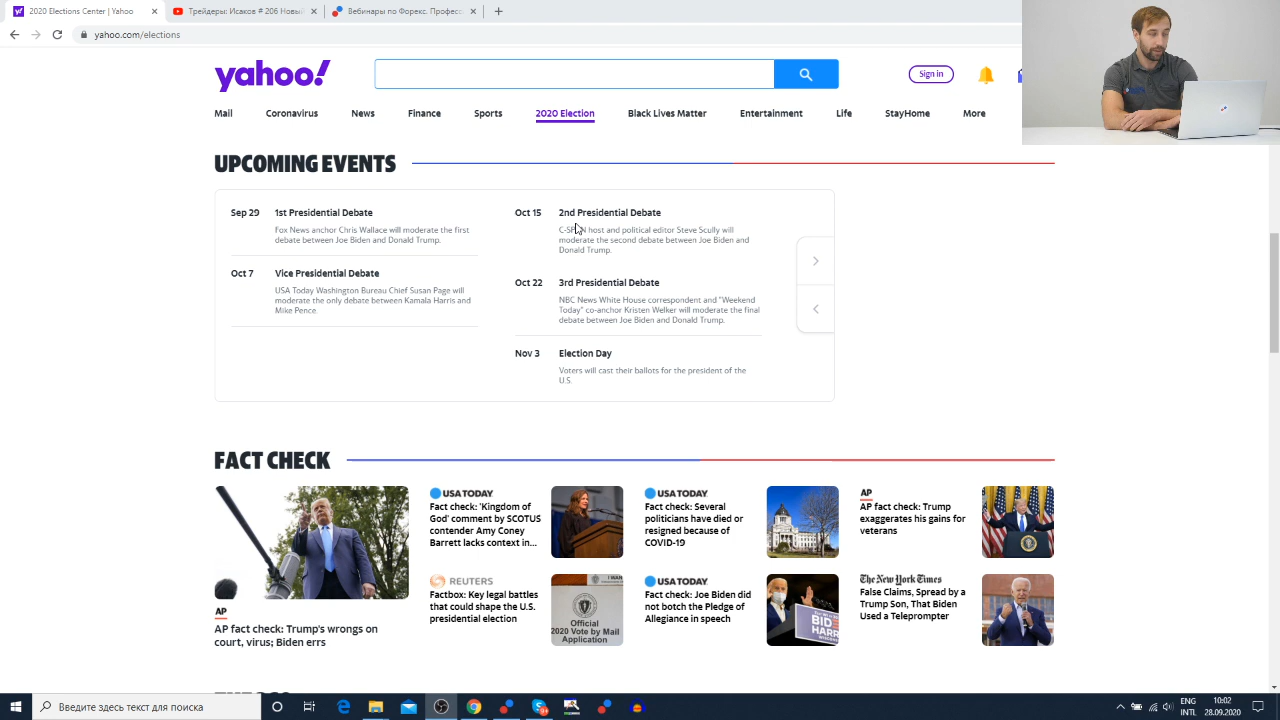 2020 Elections Center | Yahoo
Трейдеры: Исаков # 206 Новый
Вебинары по Форекс. Професс
yahoo.com/elections
yahoo!
Sign in
Mail
Coronavirus
News
Finance
Sports
2020 Election
Black Lives Matter
Entertainment
Life
StayHome
More
UPCOMING EVENTS
Sep 29
1st Presidential Debate
Fox News anchor Chris Wallace will moderate the first
debate between Joe Biden and Donald Trump.
Oct 7
Vice Presidential Debate
USA Today Washington Bureau Chief Susan Page will
moderate the only debate between Kamala Harris and
Mike Pence.
Oct 15
2nd Presidential Debate
C-SPAN host and political editor Steve Scully will
moderate the second debate between Joe Biden and
Donald Trump.
Oct 22
3rd Presidential Debate
NBC News White House correspondent and "Weekend
Today" co-anchor Kristen Welker will moderate the final
debate between Joe Biden and Donald Trump.
Nov 3
Election Day
Voters will cast their ballots for the president of the
U.S.
FACT CHECK
AP
AP fact check: Trump's wrongs on
court, virus; Biden errs
USA TODAY
Fact check: 'Kingdom of
God' comment by SCOTUS
contender Amy Coney
Barrett lacks context in...
USA TODAY
Fact check: Several
politicians have died or
resigned because of
COVID-19
AP
AP fact check: Trump
exaggerates his gains for
veterans
REUTERS
Factbox: Key legal battles
that could shape the U.S.
presidential election
Official
2020 Vote by Mail
Application
USA TODAY
Fact check: Joe Biden did
not botch the Pledge of
Allegiance in speech
BID
HARR
The New York Times
False Claims, Spread by a
Trump Son, That Biden
Used a Teleprompter
Введите здесь текст для поиска
ENG
INTL
10:02
28.09.2020